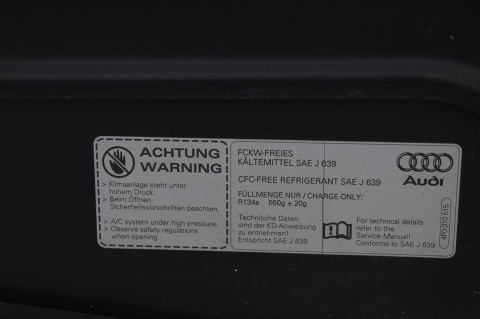 ACHTUNG
WARNING
> Klimaanlage steht unter
hohem Druck.
> Beim Öffnen
Sicherheitsvorschriften beachten.
> A/C system under high pressure.
> Observe safety regulations
when opening.
FCKW-FREIES
KÄLTEMITTEL SAE J 639
CFC-FREE REFRIGERANT SAE J 639
FÜLLMENGE NUR / CHARGE ONLY:
R134a 550g ± 20g
Technische Daten
sind der KD-Anweisung
zu entnehmen!
Entspricht SAE J 639
For technical details
refer to the
Service Manual!
Conforms to SAE J 639
Audi
4F0 010 515